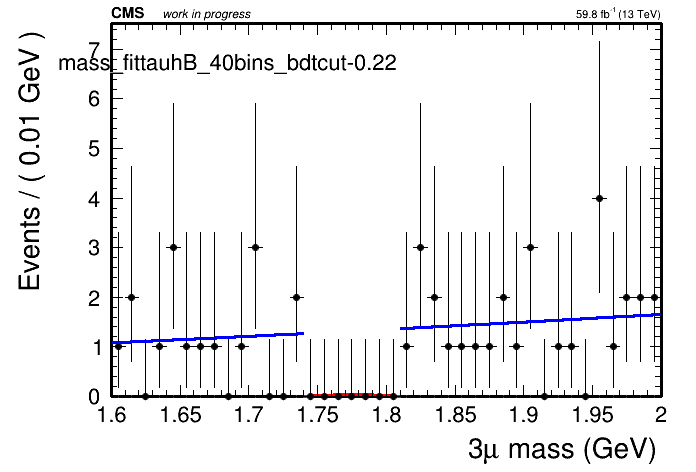 CMS work in progress 59.8 fb⁻¹ (13 TeV)
mass_fittauhB_40bins_bdtcut-0.22
Events / ( 0.01 GeV )
7
6
5
4
3
2
1
0
1.6 1.65 1.7 1.75 1.8 1.85 1.9 1.95 2
3μ mass (GeV)